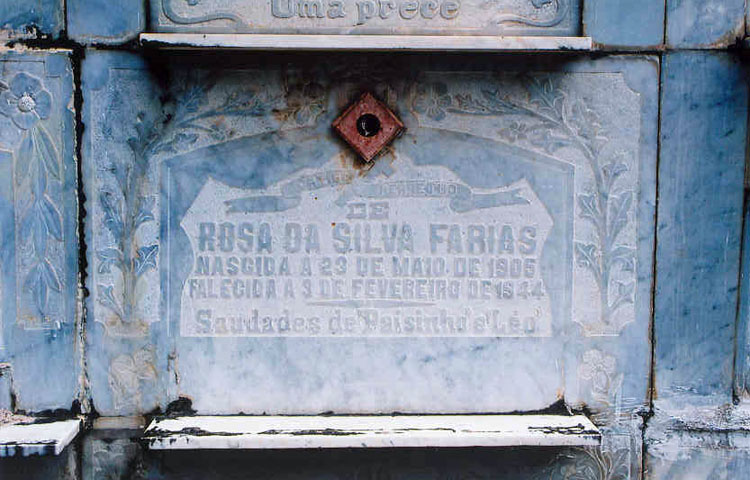 Uma prece
DE
ROSA DA SILVA FARIAS
NASCIDA A 23 DE MAIO DE 1905
FALECIDA A 9 DE FEVEREIRO DE 1944
Saudades de "Paisinho e Léo"